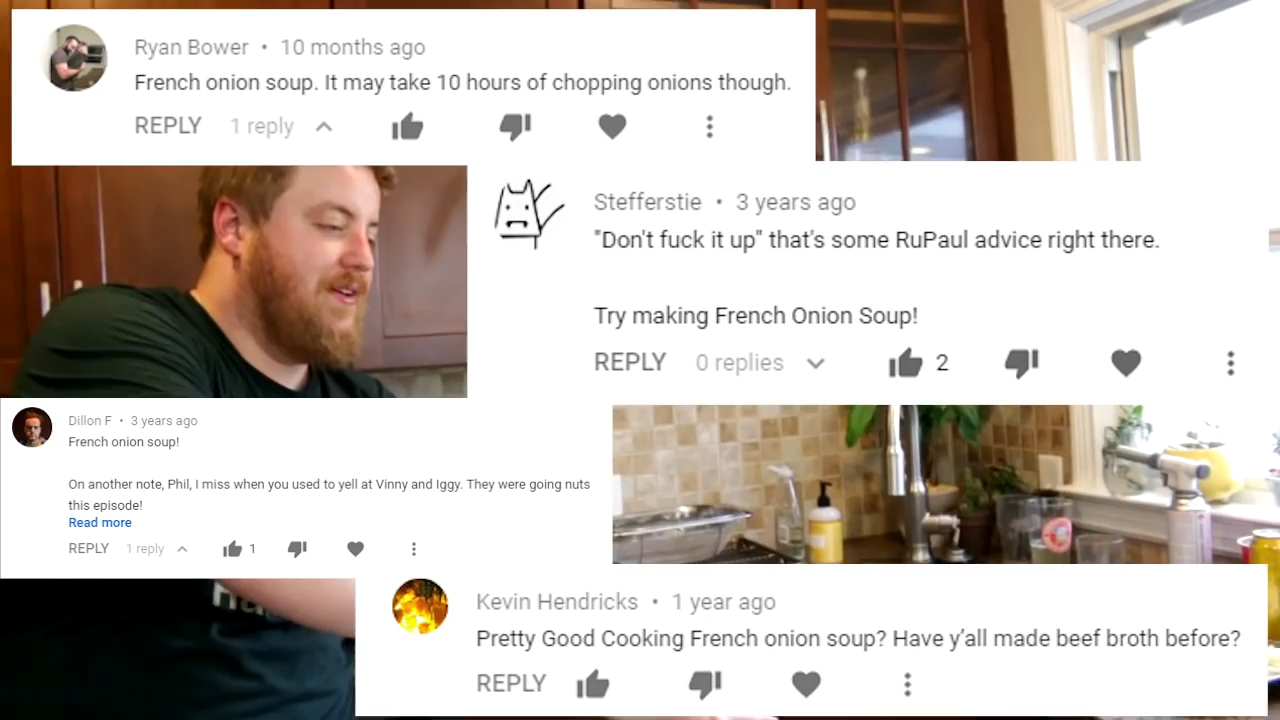 Ryan Bower • 10 months ago
French onion soup. It may take 10 hours of chopping onions though.
REPLY 1 reply
Stefferstie • 3 years ago
"Don't fuck it up" that's some RuPaul advice right there.
Try making French Onion Soup!
REPLY 0 replies 2
Dillon F • 3 years ago
French onion soup!
On another note, Phil, I miss when you used to yell at Vinny and Iggy. They were going nuts
this episode!
Read more
REPLY 1 reply 1
Kevin Hendricks • 1 year ago
Pretty Good Cooking French onion soup? Have y'all made beef broth before?
REPLY